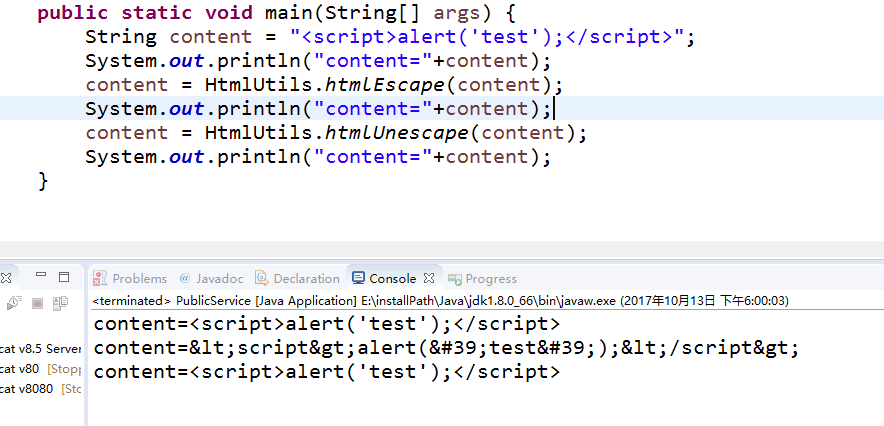 public static void main(String[] args) {
    String content = "<script>alert('test');</script>";
    System.out.println("content="+content);
    content = HtmlUtils.htmlEscape(content);
    System.out.println("content="+content);
    content = HtmlUtils.htmlUnescape(content);
    System.out.println("content="+content);
}
Problems @ Javadoc Declaration Console Progress
<terminated> PublicService [Java Application] E:\installPath\Java\jdk1.8.0_66\bin\javaw.exe (2017年10月13日 下午6:00:03)
content=<script>alert('test');</script>
content=&lt;script&gt;alert(&#39;test&#39;);&lt;/script&gt;
content=<script>alert('test');</script>
cat v8.5 Server
cat v80 [Stopp
cat v8080 [Stc